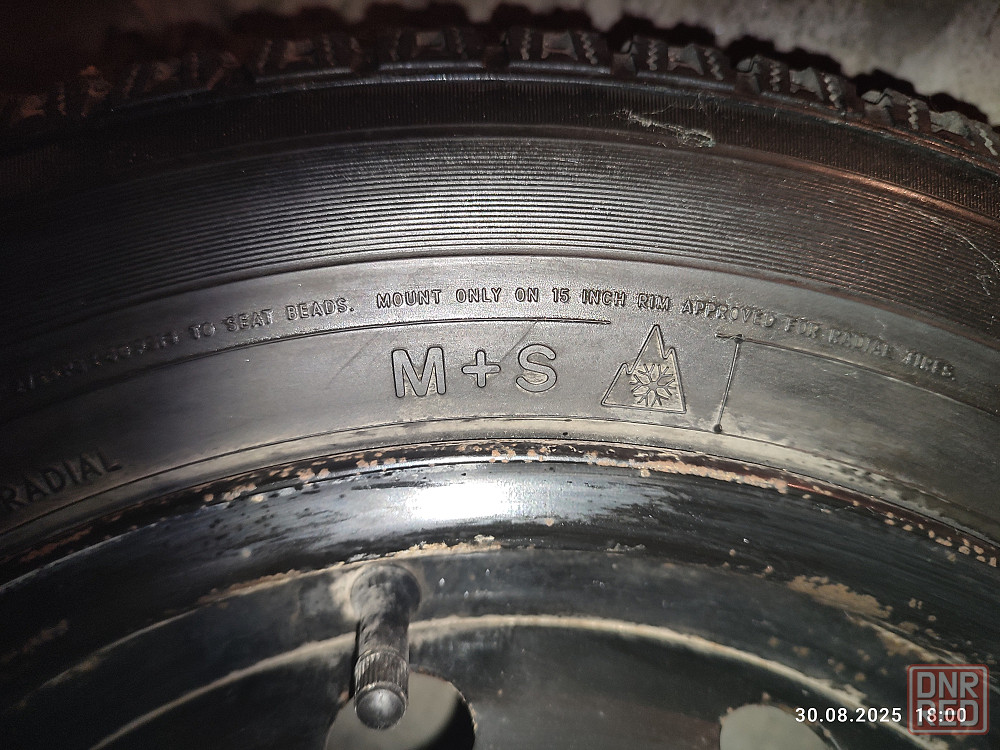 TO SEAT BEADS. MOUNT ONLY ON 15 INCH RIM APPROVED FOR RADIAL TIRES.
M+S
RADIAL
DNR
RED
30.08.2025 18:00